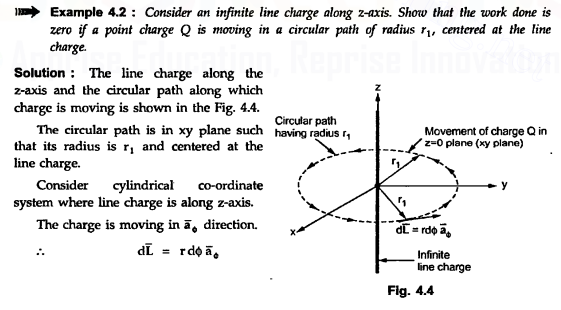 Example 4.2 : Consider an infinite line charge along z-axis. Show that the work done is
zero if a point charge Q is moving in a circular path of radius r₁, centered at the line
charge.
Solution : The line charge along the
z-axis and the circular path along which
charge is moving is shown in the Fig. 4.4.
The circular path is in xy plane such
that its radius is r₁ and centered at the
line charge.
Consider cylindrical co-ordinate
system where line charge is along z-axis.
The charge is moving in ā_ϕ direction.
∴ dL̄ = r dϕ ā_ϕ
z
Circular path
having radius r₁
Movement of charge Q in
z=0 plane (xy plane)
r₁
y
r₁
x
dL̄ = rdϕ ā_ϕ
Infinite
line charge
Fig. 4.4